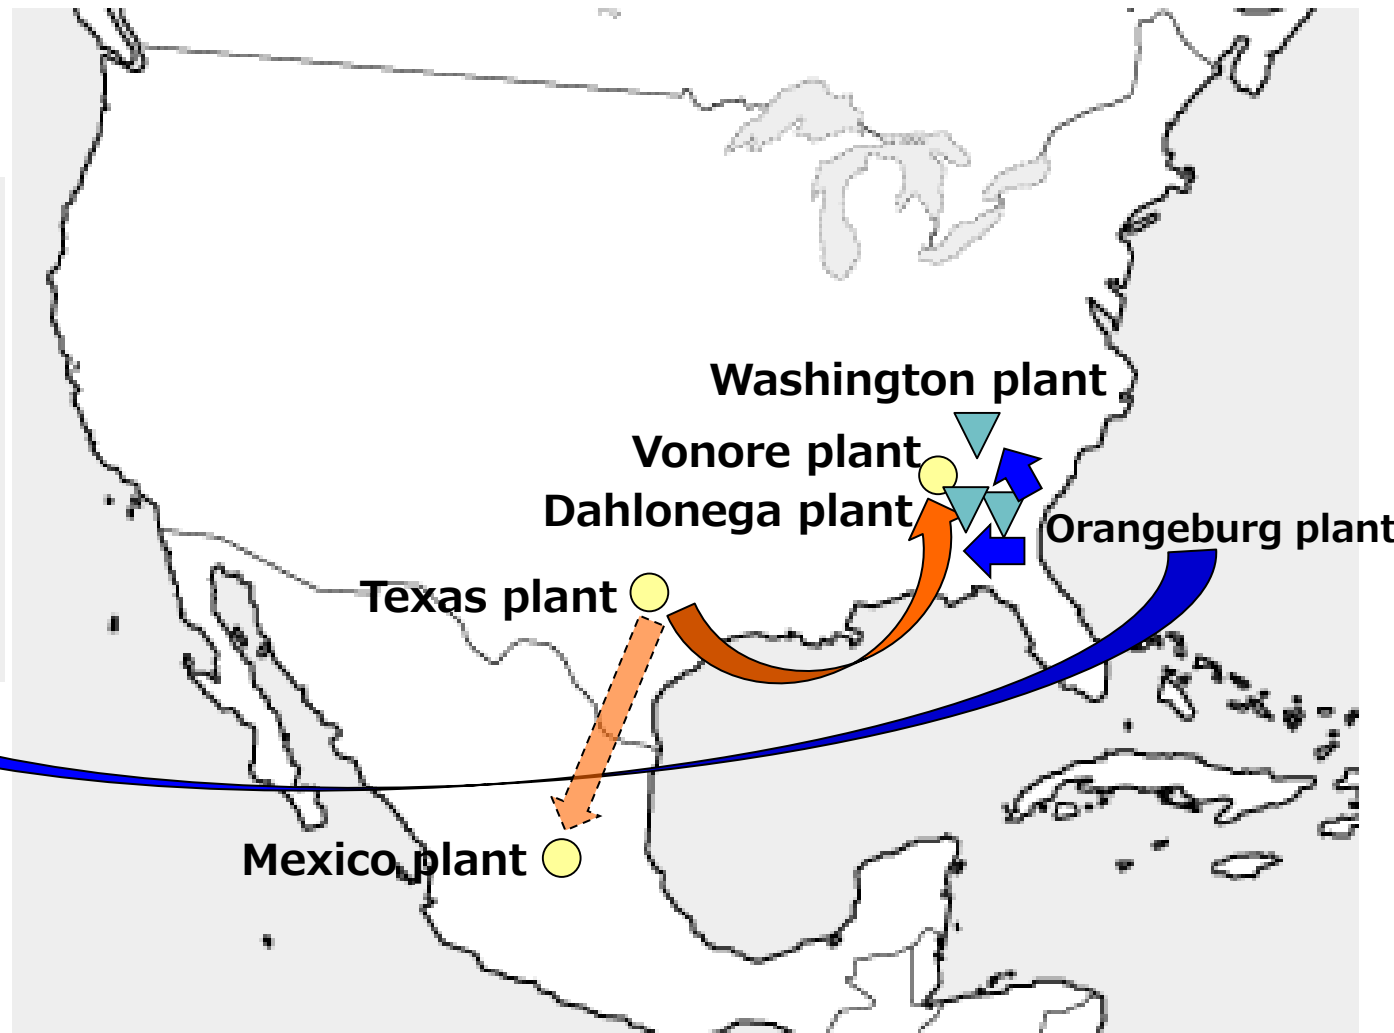 Washington plant
Vonore plant
Dahlonega plant
Orangeburg plant
Texas plant
Mexico plant